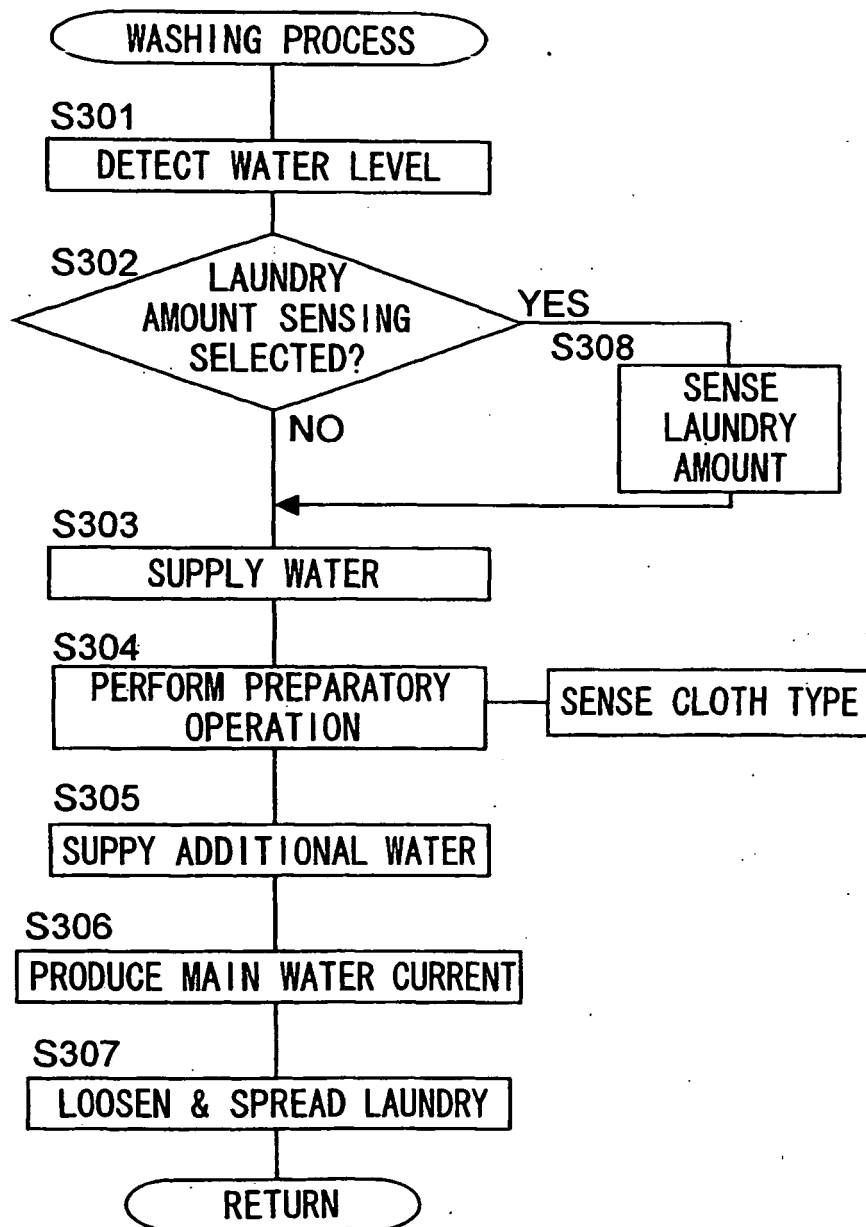 WASHING PROCESS
S301
DETECT WATER LEVEL
S302
LAUNDRY
AMOUNT SENSING
SELECTED?
YES
S308
SENSE
LAUNDRY
AMOUNT
NO
S303
SUPPLY WATER
S304
PERFORM PREPARATORY
OPERATION
SENSE CLOTH TYPE
S305
SUPPY ADDITIONAL WATER
S306
PRODUCE MAIN WATER CURRENT
S307
LOOSEN & SPREAD LAUNDRY
RETURN